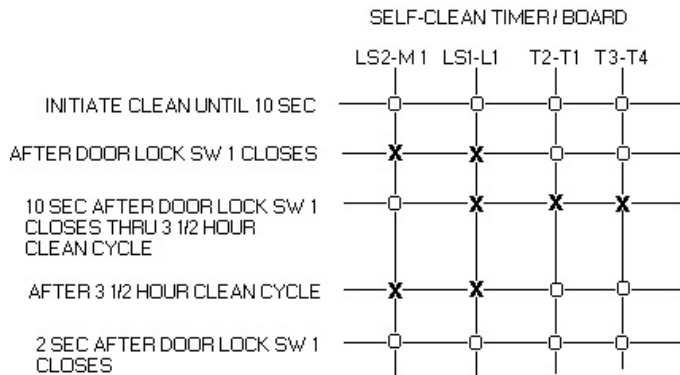 SELF-CLEAN TIMER / BOARD
LS2-M 1 LS1-L1 T2-T1 T3-T4
INITIATE CLEAN UNTIL 10 SEC O O O O
AFTER DOOR LOCK SW 1 CLOSES X X O O
10 SEC AFTER DOOR LOCK SW 1 O X X X
CLOSES THRU 3 1/2 HOUR
CLEAN CYCLE
AFTER 3 1/2 HOUR CLEAN CYCLE X X O O
2 SEC AFTER DOOR LOCK SW 1 O O O O
CLOSES